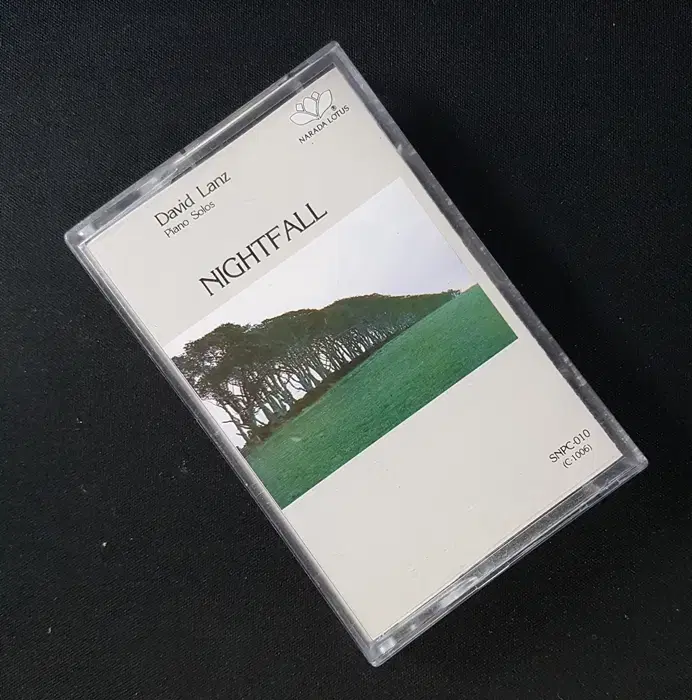 ®
NARADA LOTUS
David Lanz
Piano Solos
NIGHTFALL
SNPC-010
(C-1006)